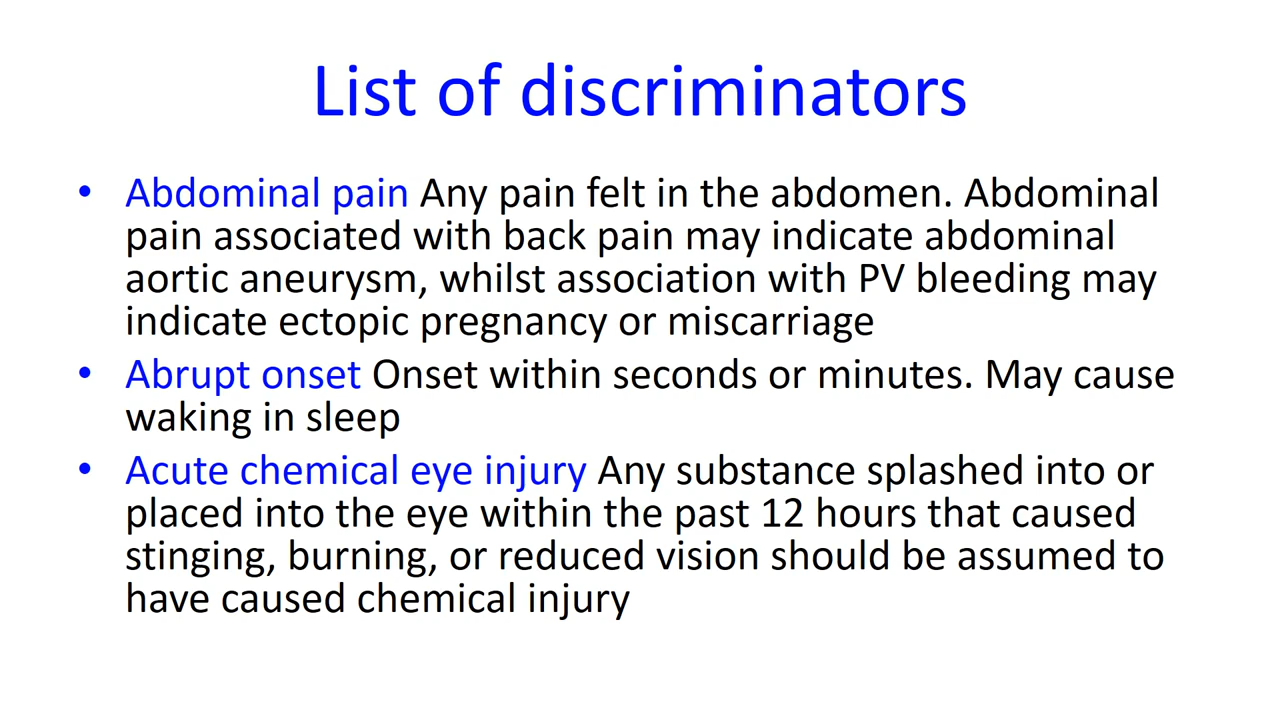 List of discriminators
• Abdominal pain Any pain felt in the abdomen. Abdominal
pain associated with back pain may indicate abdominal
aortic aneurysm, whilst association with PV bleeding may
indicate ectopic pregnancy or miscarriage
• Abrupt onset Onset within seconds or minutes. May cause
waking in sleep
• Acute chemical eye injury Any substance splashed into or
placed into the eye within the past 12 hours that caused
stinging, burning, or reduced vision should be assumed to
have caused chemical injury